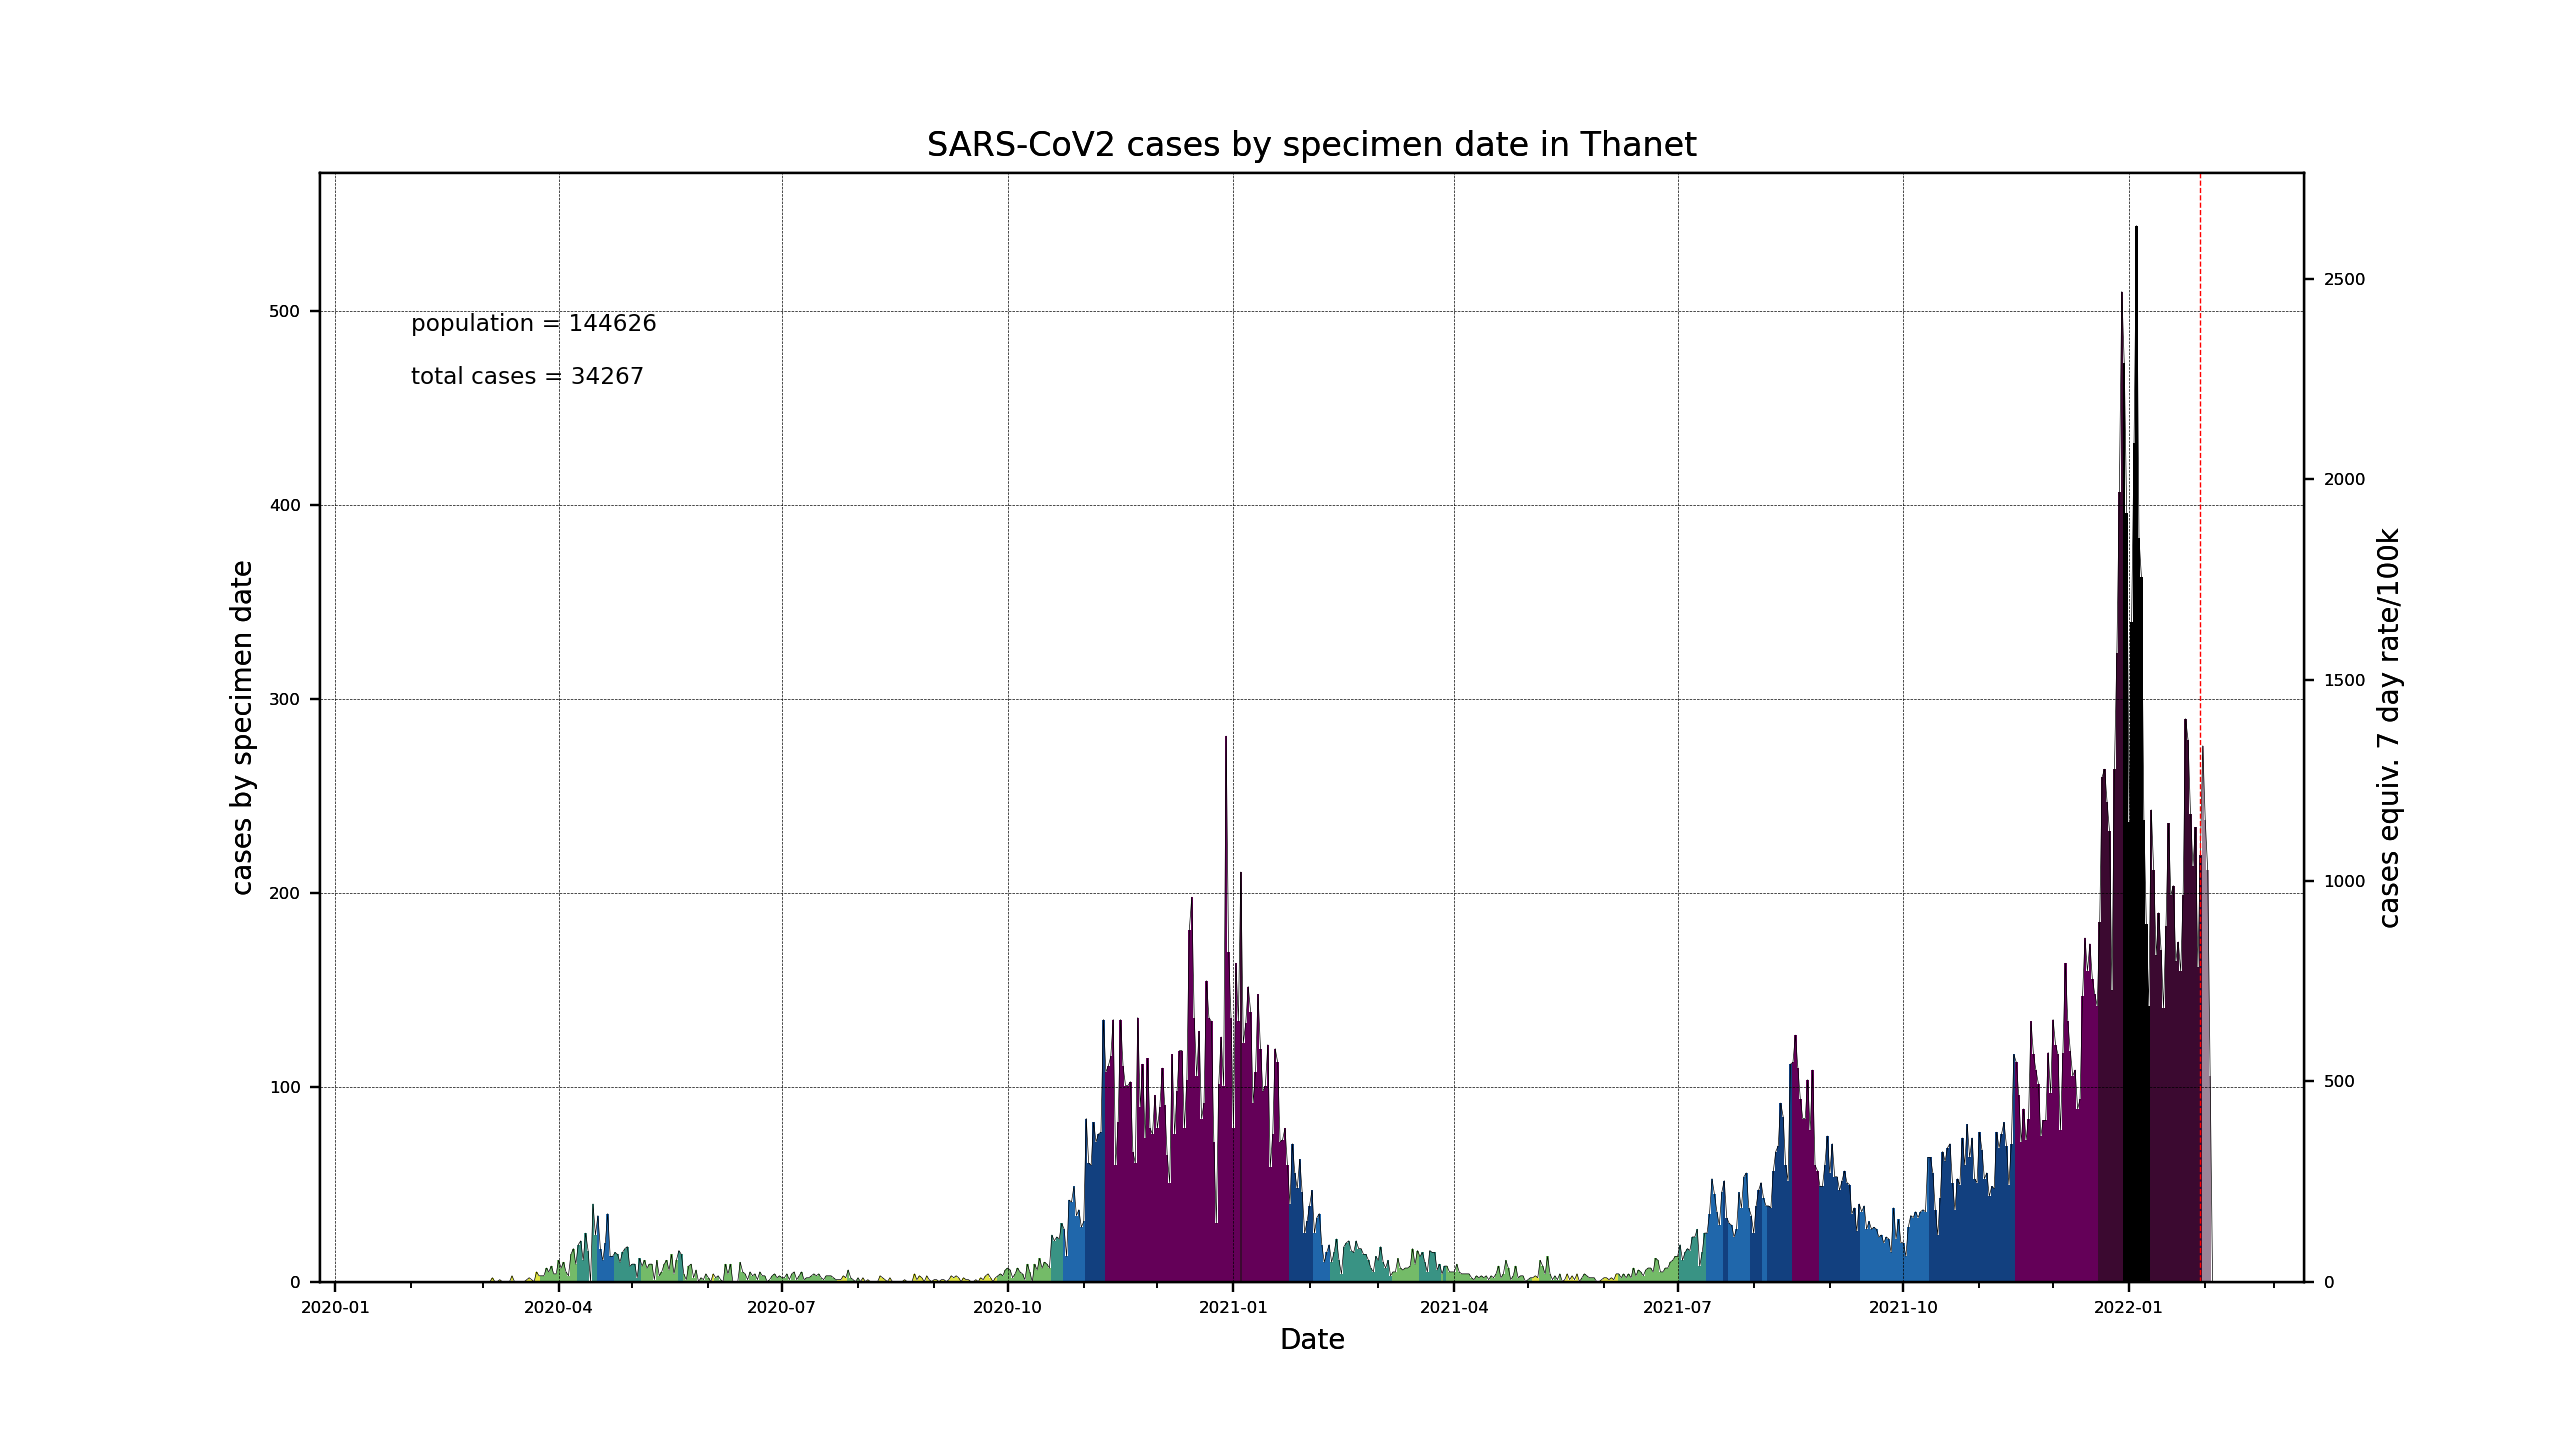 SARS-CoV2 cases by specimen date in Thanet
population = 144626
total cases = 34267
cases by specimen date
500
400
300
200
100
0
2500
2000
1500
1000
500
0
cases equiv. 7 day rate/100k
2020-01 2020-04 2020-07 2020-10 2021-01 2021-04 2021-07 2021-10 2022-01
Date